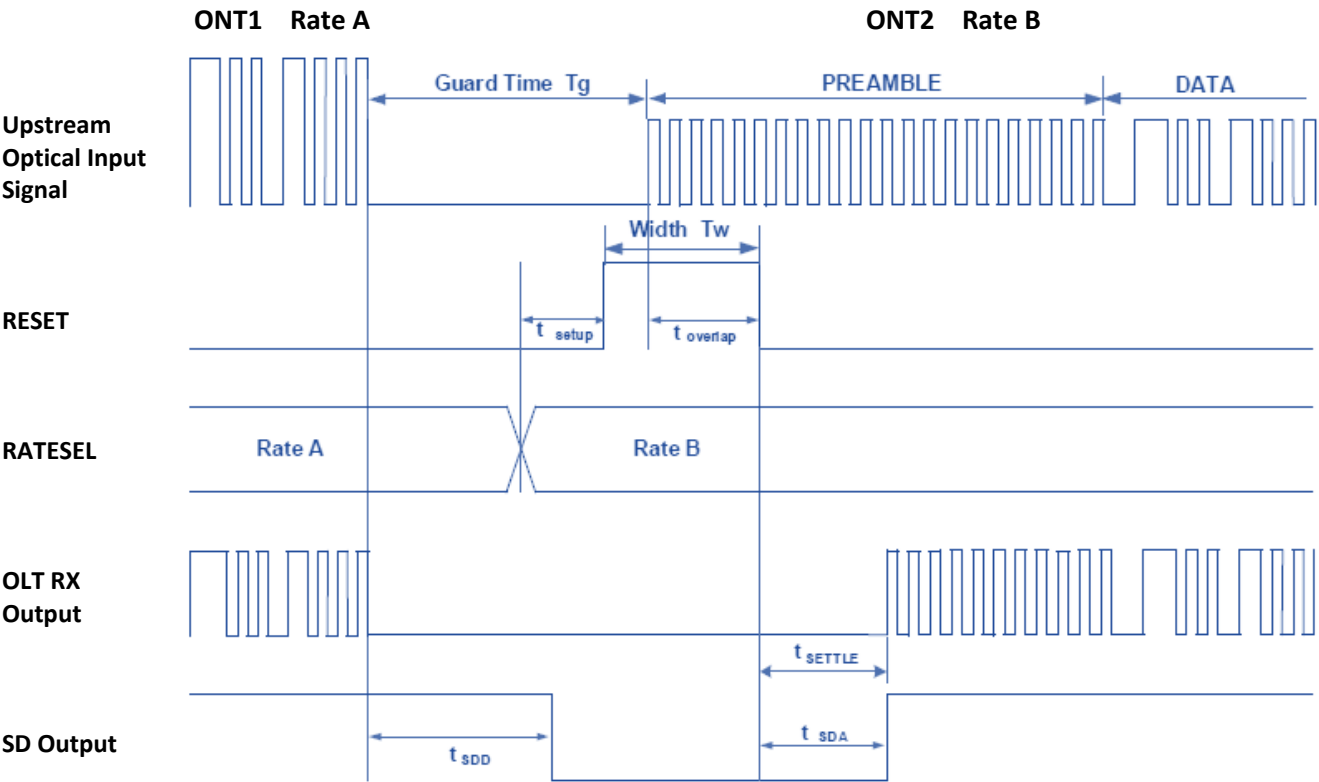 ONT1 Rate A
ONT2 Rate B
Guard Time Tg
PREAMBLE
DATA
Upstream
Optical Input
Signal
Width Tw
RESET
t setup
t overlap
RATESEL
Rate A
Rate B
OLT RX
Output
t SETTLE
SD Output
t SDD
t SDA